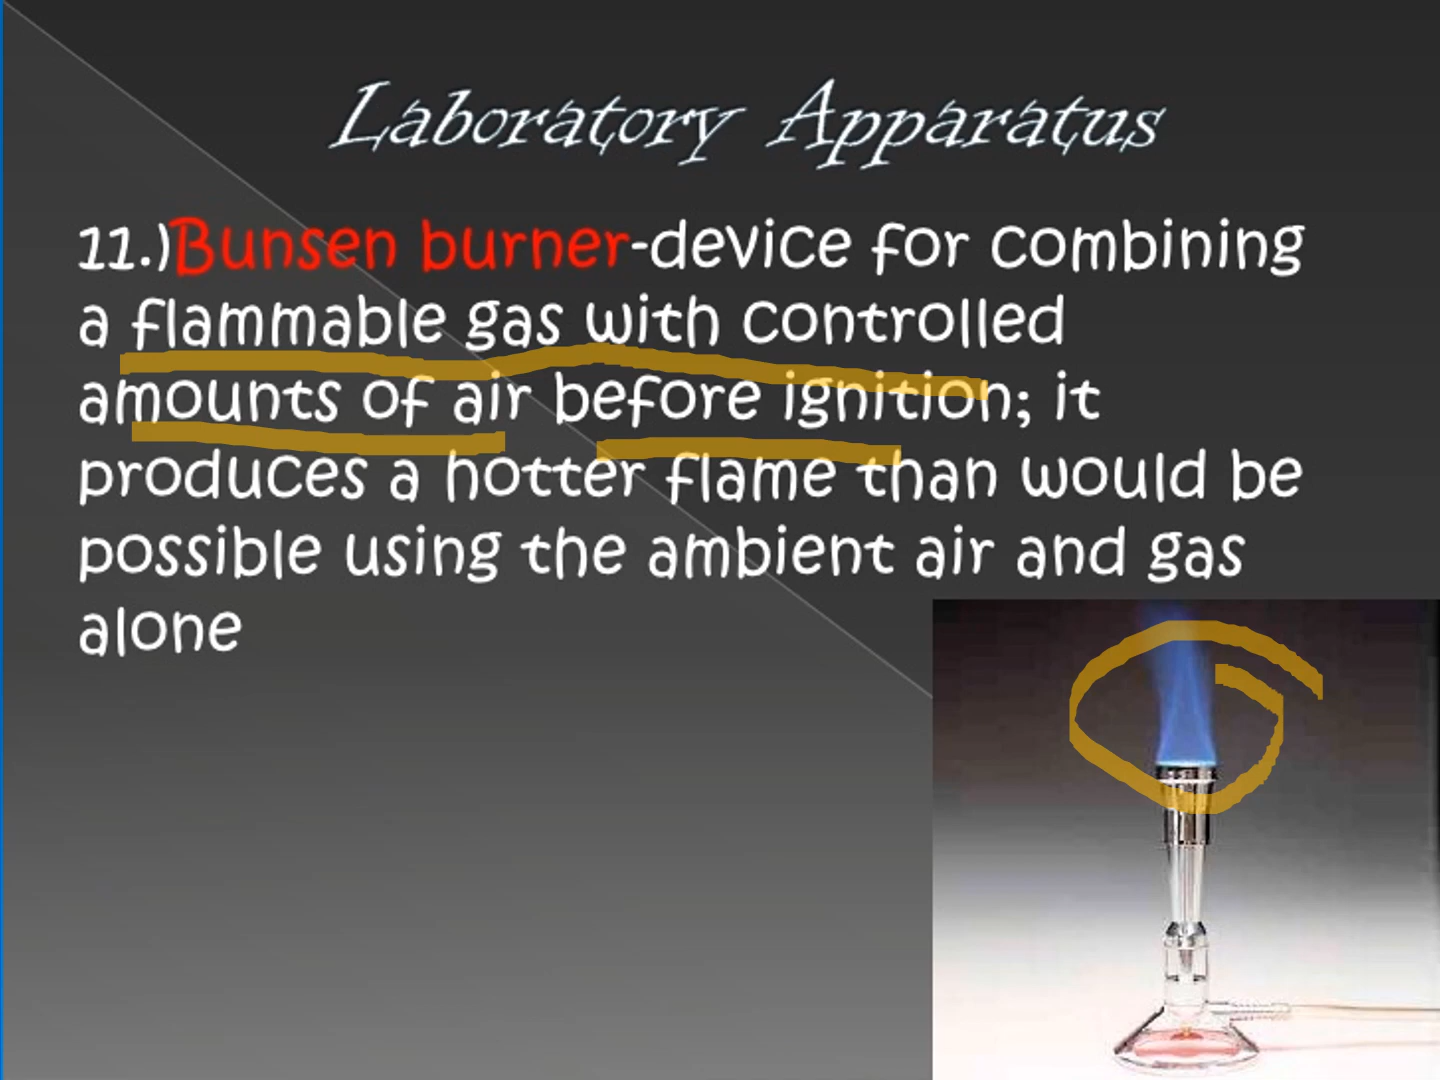 Laboratory Apparatus
11.)Bunsen burner-device for combining
a flammable gas with controlled
amounts of air before ignition; it
produces a hotter flame than would be
possible using the ambient air and gas
alone